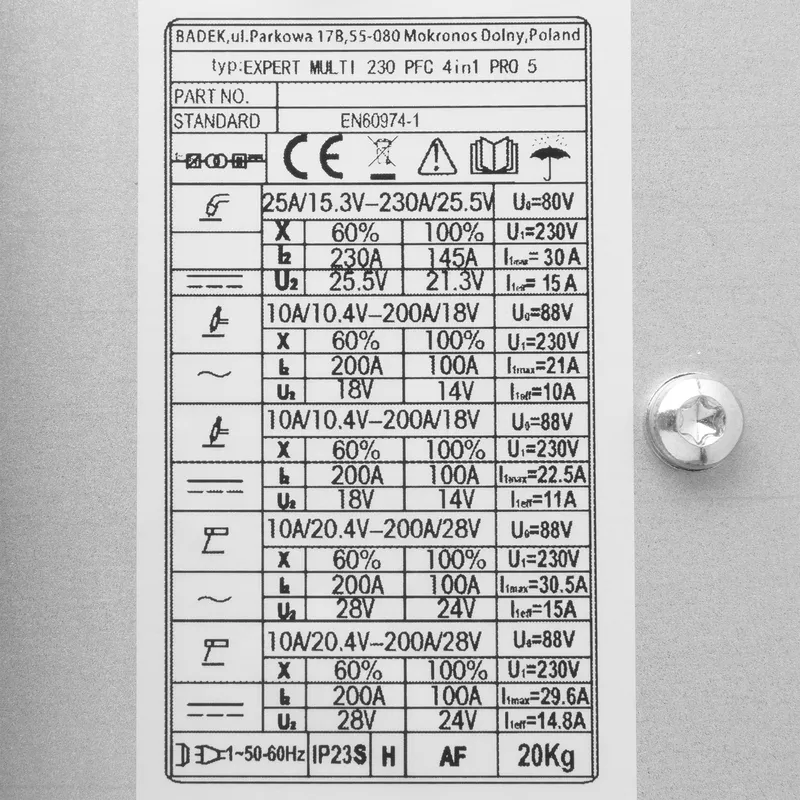 BADEK,ul.Parkowa 17B,55-080 Mokronos Dolny,Poland
typ:EXPERT MULTI 230 PFC 4in1 PRO 5
PART NO.
STANDARD EN60974-1
25A/15.3V–230A/25.5V U₀=80V
X 60% 100% U₁=230V
I₂ 230A 145A I₁max=30A
U₂ 25.5V 21.3V I₁eff=15A
10A/10.4V–200A/18V U₀=88V
X 60% 100% U₁=230V
I₂ 200A 100A I₁max=21A
U₂ 18V 14V I₁eff=10A
10A/10.4V–200A/18V U₀=88V
X 60% 100% U₁=230V
I₂ 200A 100A I₁max=22.5A
U₂ 18V 14V I₁eff=11A
10A/20.4V–200A/28V U₀=88V
X 60% 100% U₁=230V
I₂ 200A 100A I₁max=30.5A
U₂ 28V 24V I₁eff=15A
10A/20.4V–200A/28V U₀=88V
X 60% 100% U₁=230V
I₂ 200A 100A I₁max=29.6A
U₂ 28V 24V I₁eff=14.8A
1~50-60Hz IP23S H AF 20Kg